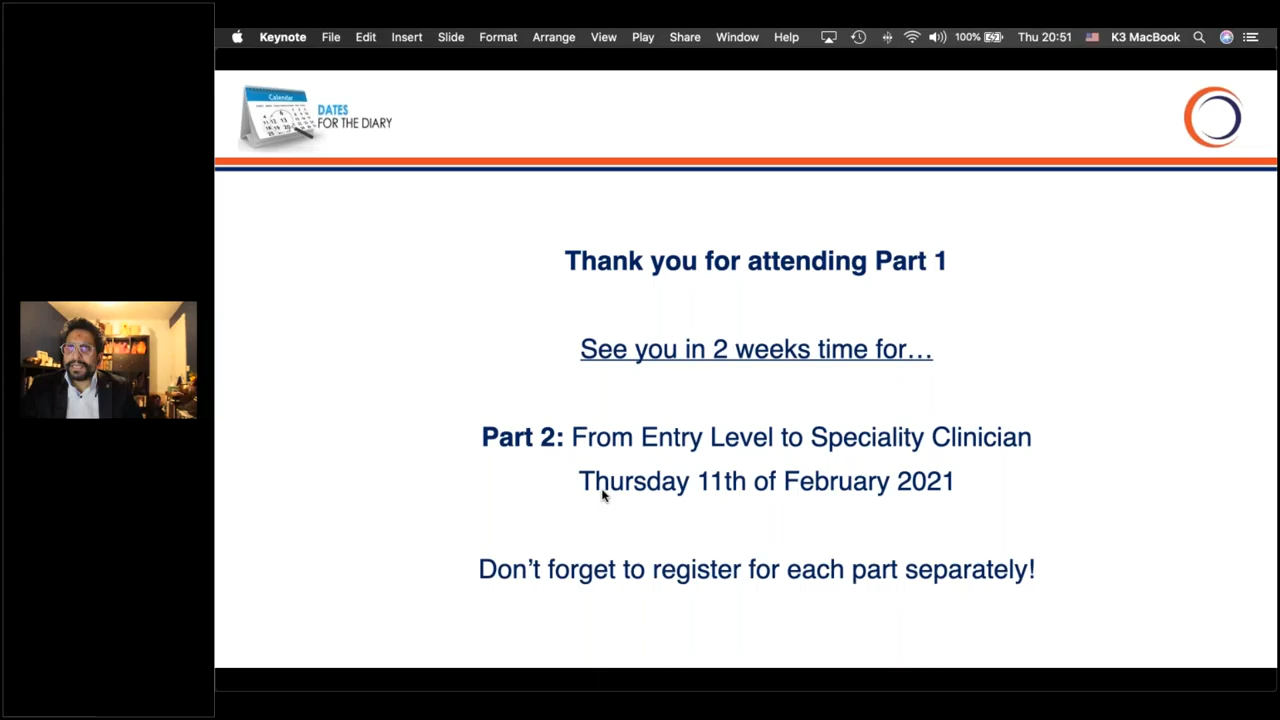 Keynote File Edit Insert Slide Format Arrange View Play Share Window Help 100% Thu 20:51 K3 MacBook
Calendar
DATES
FOR THE DIARY
Thank you for attending Part 1
See you in 2 weeks time for…
Part 2: From Entry Level to Speciality Clinician
Thursday 11th of February 2021
Don’t forget to register for each part separately!